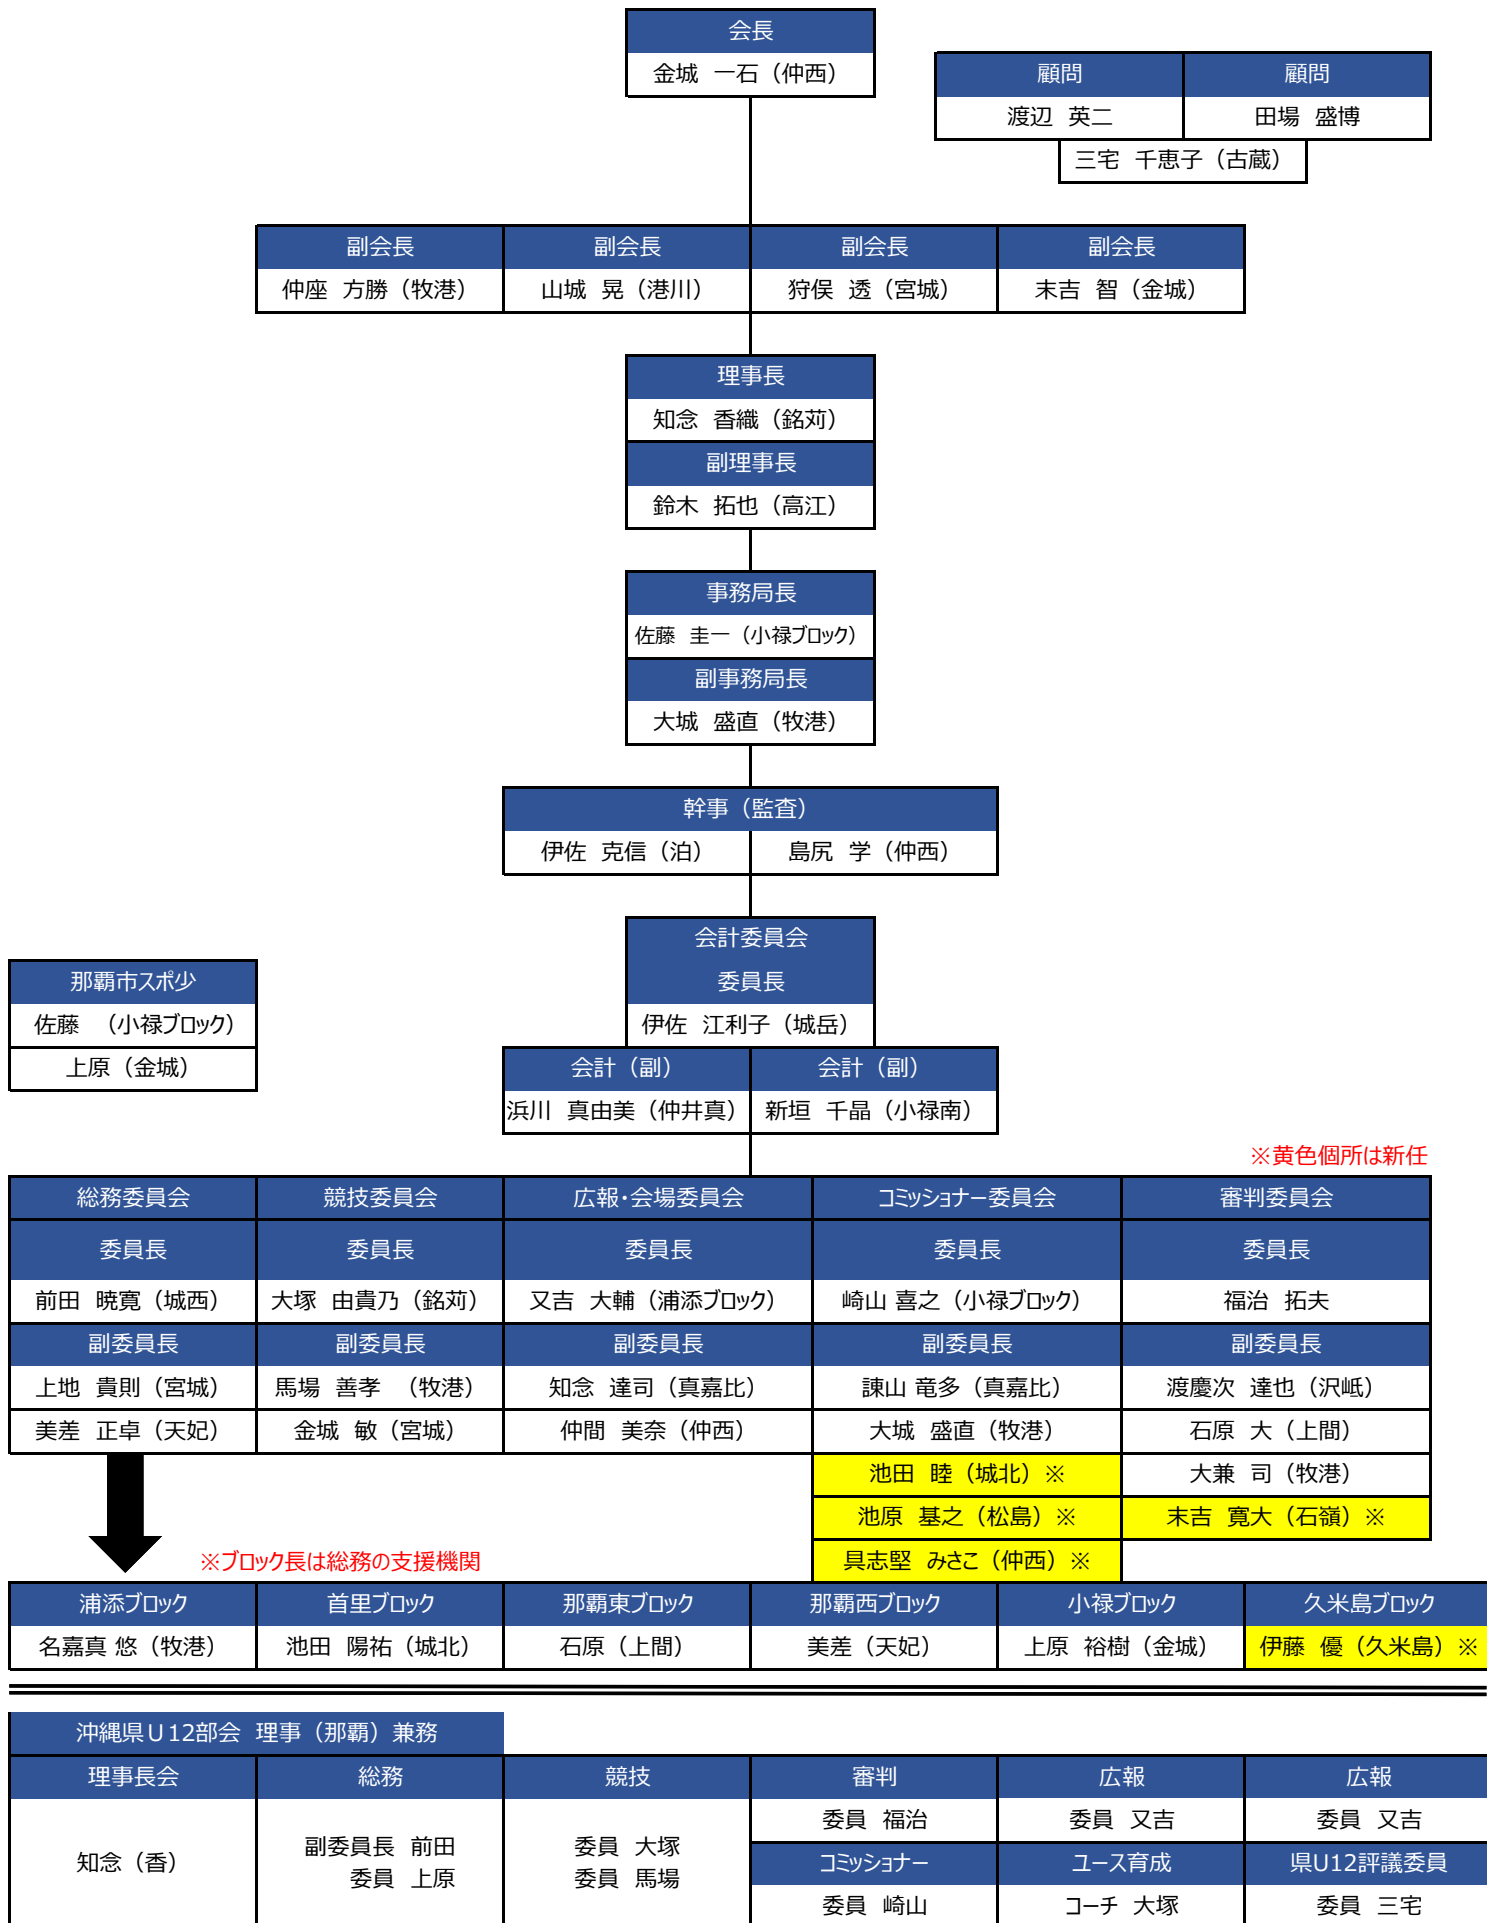 会長
金城 一石（仲西）
顧問 顧問
渡辺 英二 田場 盛博
三宅 千恵子（古蔵）
副会長 副会長 副会長 副会長
仲座 方勝（牧港） 山城 晃（港川） 狩俣 透（宮城） 末吉 智（金城）
理事長
知念 香織（銘苅）
副理事長
鈴木 拓也（高江）
事務局長
佐藤 圭一（小禄ブロック）
副事務局長
大城 盛直（牧港）
幹事（監査）
伊佐 克信（泊） 島尻 学（仲西）
会計委員会
委員長
伊佐 江利子（城岳）
会計（副） 会計（副）
浜川 真由美（仲井真） 新垣 千晶（小禄南）
那覇市スポ少
佐藤 （小禄ブロック）
上原（金城）
※黄色個所は新任
総務委員会 競技委員会 広報・会場委員会 コミッショナー委員会 審判委員会
委員長 委員長 委員長 委員長 委員長
前田 暁寛（城西） 大塚 由貴乃（銘苅） 又吉 大輔（浦添ブロック） 崎山 喜之（小禄ブロック） 福治 拓夫
副委員長 副委員長 副委員長 副委員長 副委員長
上地 貴則（宮城） 馬場 善孝 （牧港） 知念 達司（真嘉比） 諌山 竜多（真嘉比） 渡慶次 達也（沢岻）
美差 正卓（天妃） 金城 敏（宮城） 仲間 美奈（仲西） 大城 盛直（牧港） 石原 大（上間）
池田 睦（城北）※ 大兼 司（牧港）
池原 基之（松島）※ 末吉 寛大（石嶺）※
具志堅 みさこ（仲西）※
※ブロック長は総務の支援機関
浦添ブロック 首里ブロック 那覇東ブロック 那覇西ブロック 小禄ブロック 久米島ブロック
名嘉真 悠（牧港） 池田 陽祐（城北） 石原（上間） 美差（天妃） 上原 裕樹（金城） 伊藤 優（久米島）※
沖縄県Ｕ12部会 理事（那覇）兼務
理事長会 総務 競技 審判 広報 広報
知念（香） 副委員長 前田 委員 大塚 委員 福治 委員 又吉 委員 又吉
委員 上原 委員 馬場 コミッショナー ユース育成 県U12評議委員
委員 崎山 コーチ 大塚 委員 三宅